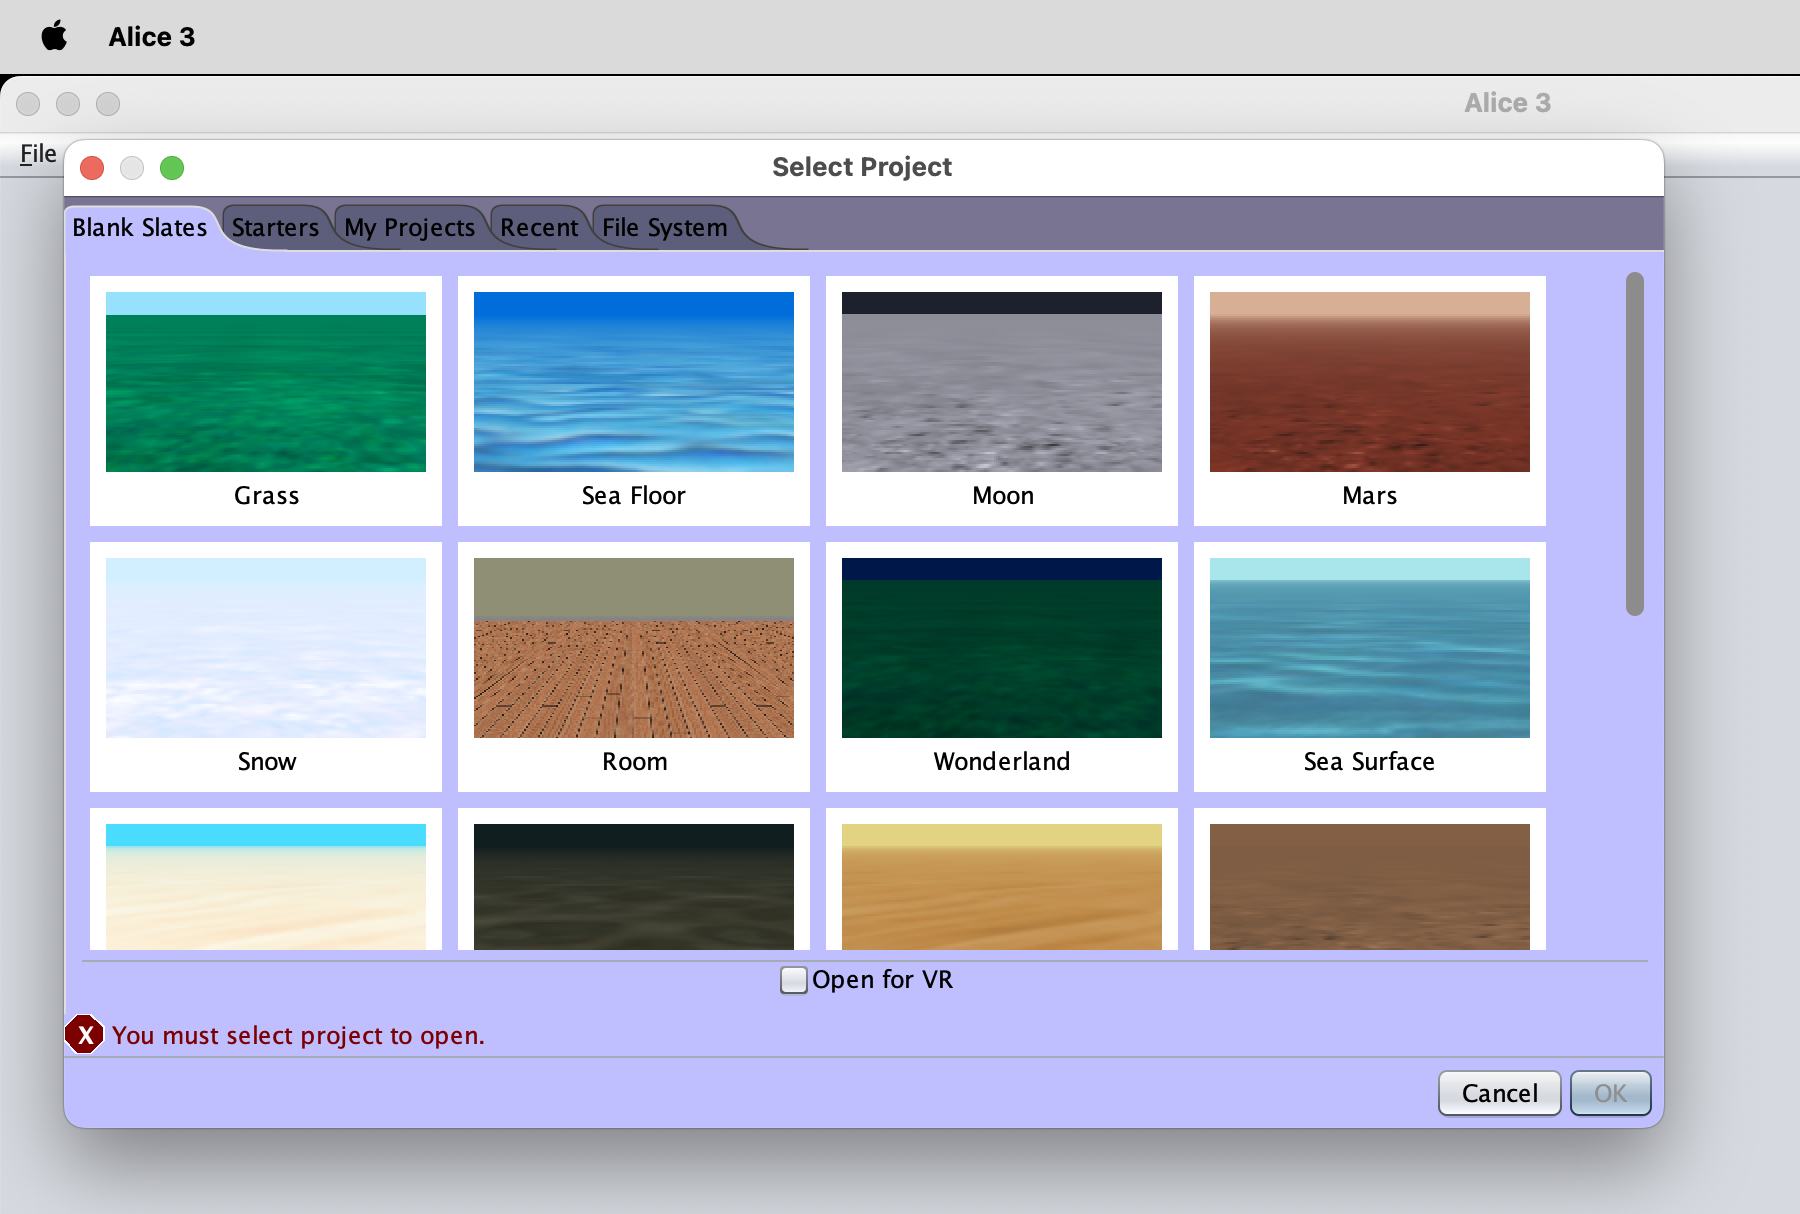 Alice 3
Alice 3
File
Select Project
Blank Slates Starters My Projects Recent File System
Grass Sea Floor Moon Mars
Snow Room Wonderland Sea Surface
Open for VR
X You must select project to open.
Cancel OK